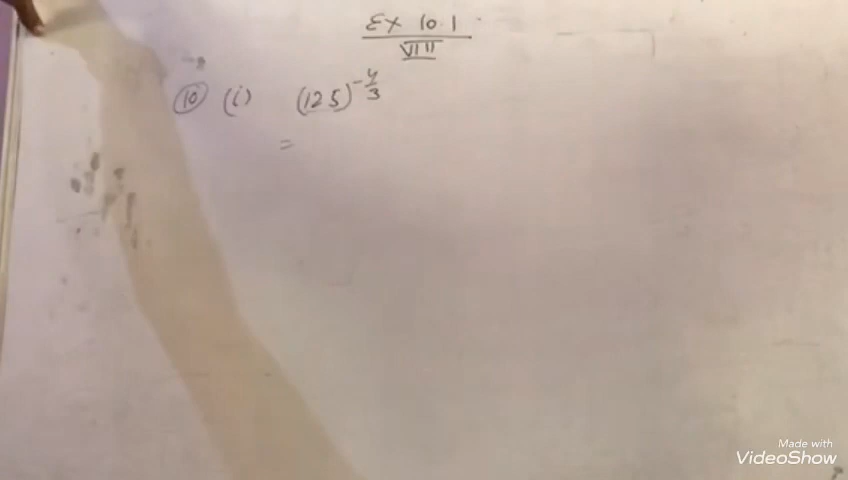 Ex 10.1
VIII
10 (i) (125)^-4/3
=
Made with
VideoShow